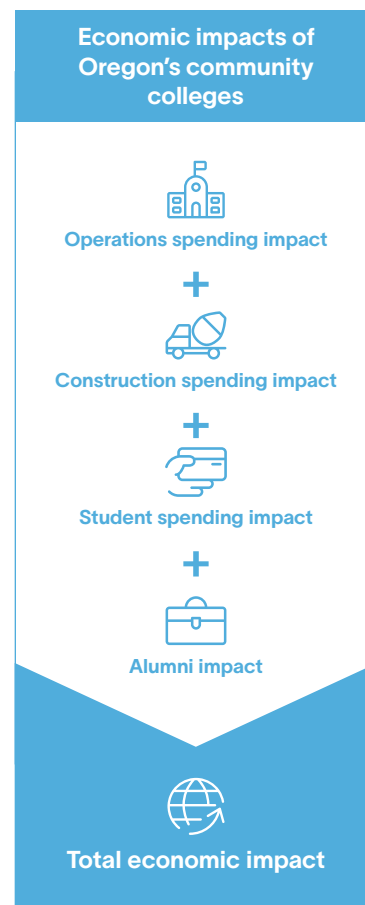 Economic impacts of
Oregon's community
colleges
Operations spending impact
+
Construction spending impact
+
Student spending impact
+
Alumni impact
Total economic impact